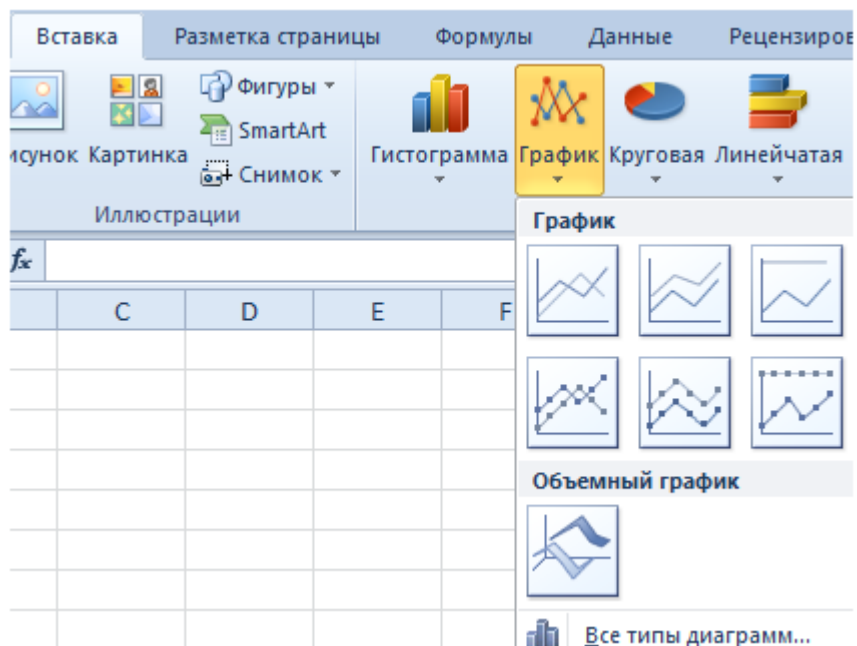 Вставка Разметка страницы Формулы Данные Рецензиров
Фигуры
SmartArt
Снимок
исунок Картинка Гистограмма График Круговая Линейчатая
Иллюстрации
График
fx
C D E F
Объемный график
Все типы диаграмм...